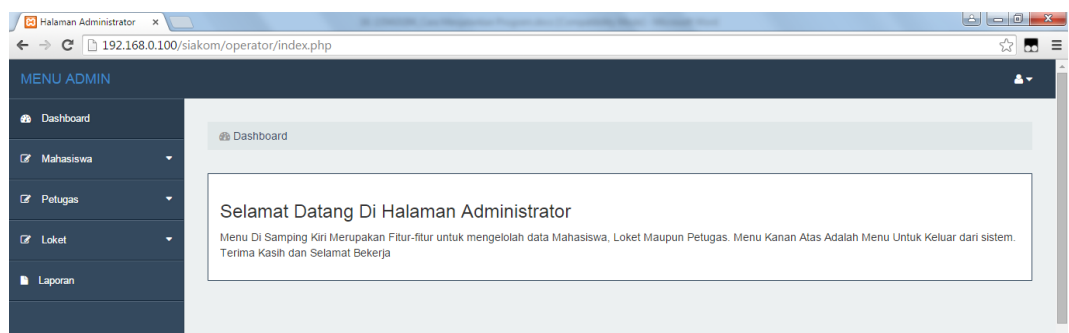 Halaman Administrator
192.168.0.100/siakom/operator/index.php
MENU ADMIN
Dashboard
Mahasiswa
Petugas
Loket
Laporan
Dashboard
Selamat Datang Di Halaman Administrator
Menu Di Samping Kiri Merupakan Fitur-fitur untuk mengelolah data Mahasiswa, Loket Maupun Petugas. Menu Kanan Atas Adalah Menu Untuk Keluar dari sistem.
Terima Kasih dan Selamat Bekerja